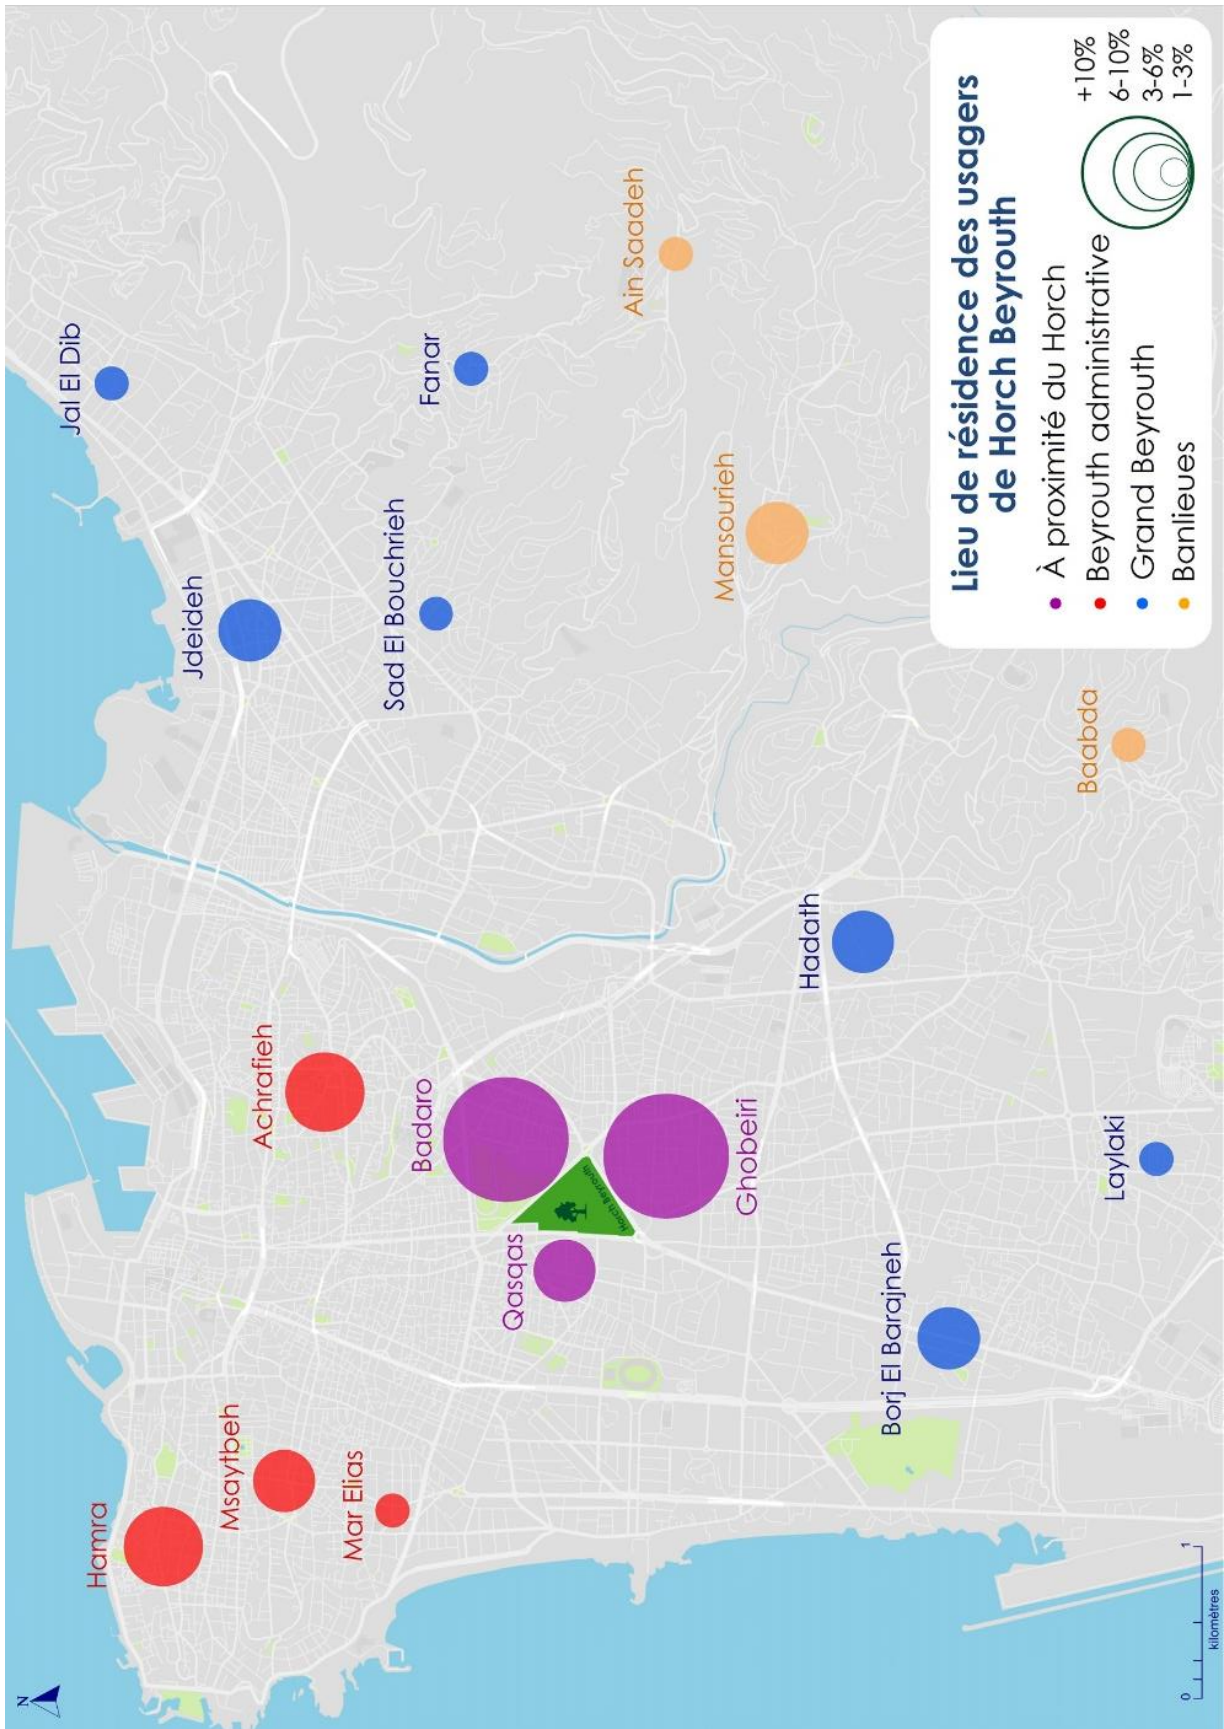 Lieu de résidence des usagers
de Horch Beyrouth
À proximité du Horch
Beyrouth administrative
Grand Beyrouth
Banlieues
+10%
6-10%
3-6%
1-3%
N
Hamra
Msaytbeh
Mar Elias
Achrafieh
Badaro
Qasqas
Horch Beyrouth
Ghobeiri
Jdeideh
Jal El Dib
Sad El Bouchrieh
Fanar
Ain Saadeh
Mansourieh
Baabda
Hadath
Borj El Barajneh
Laylaki
0 1
kilomètres